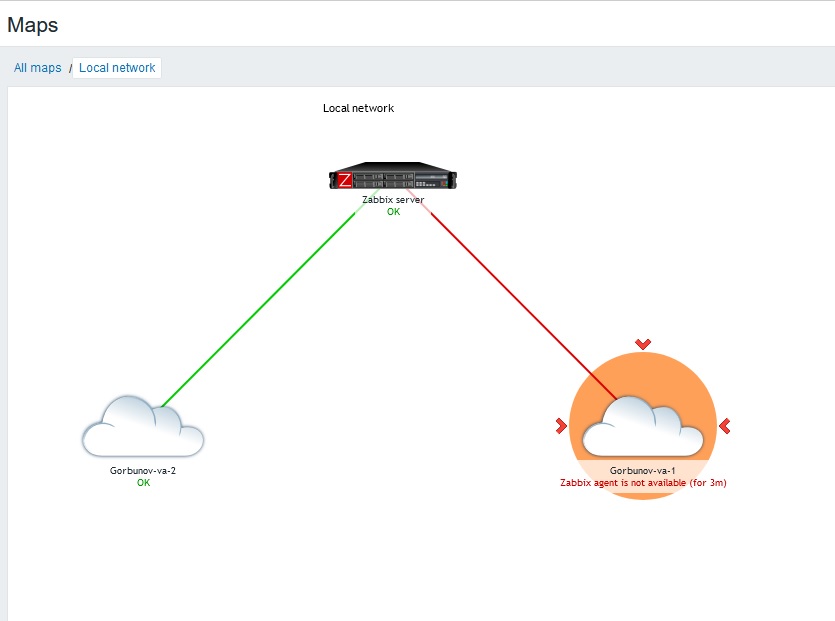 Maps
All maps / Local network
Local network
Z
Zabbix server
OK
Gorbunov-va-2
OK
Gorbunov-va-1
Zabbix agent is not available (for 3m)